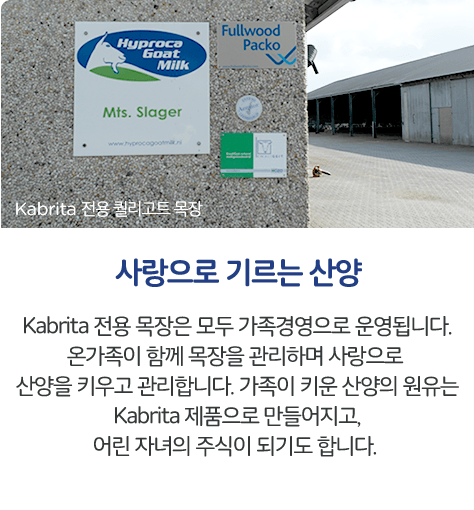 Hyproca
Goat
Milk
Mts. Slager
www.hyprocagoatmilk.nl
Fullwood
Packo
Kabrita 전용 퀄리고트 목장
사랑으로 기르는 산양
Kabrita 전용 목장은 모두 가족경영으로 운영됩니다.
온가족이 함께 목장을 관리하며 사랑으로
산양을 키우고 관리합니다. 가족이 키운 산양의 원유는
Kabrita 제품으로 만들어지고,
어린 자녀의 주식이 되기도 합니다.